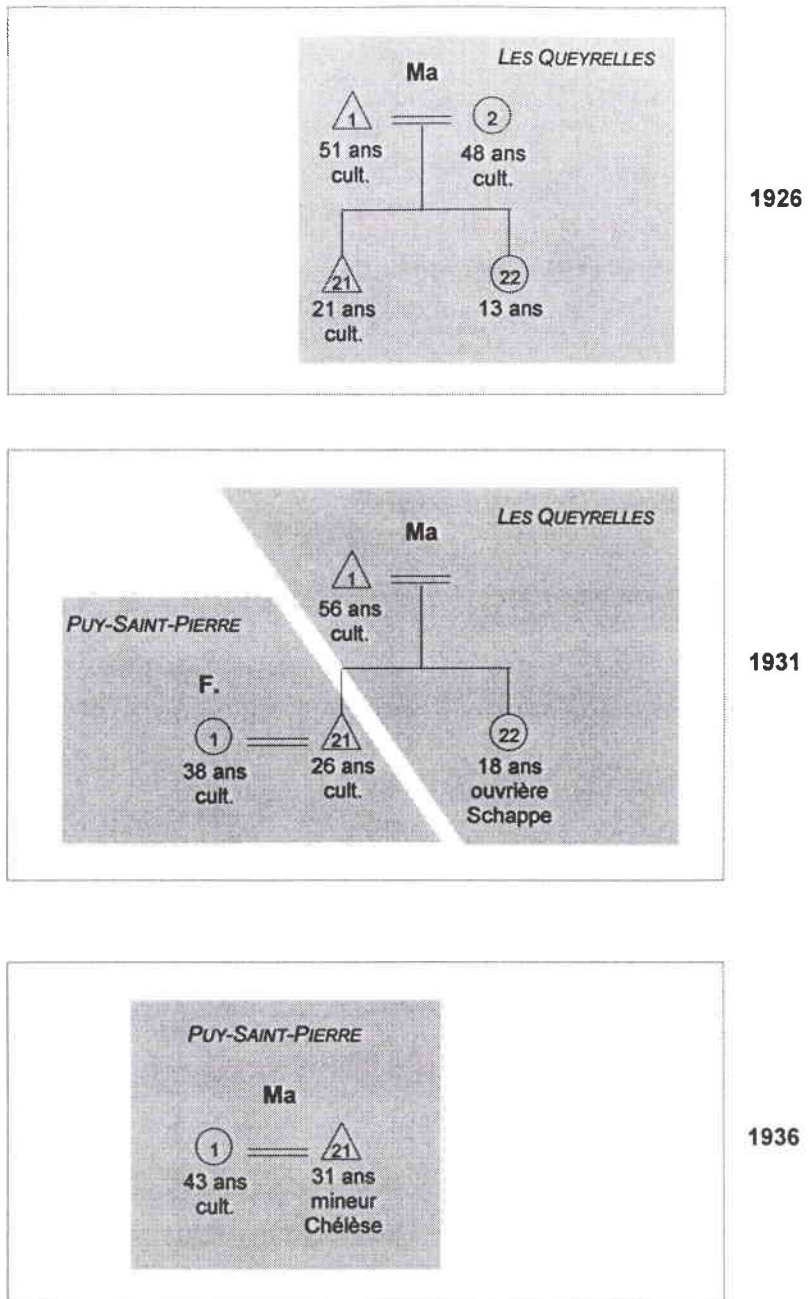 LES QUEYRELLES
Ma
1 2
51 ans 48 ans
cult. cult.
1926
21 22
21 ans 13 ans
cult.
LES QUEYRELLES
Ma
1
56 ans
cult.
PUY-SAINT-PIERRE
1931
F.
1 21 22
38 ans 26 ans 18 ans
cult. cult. ouvrière
Schappe
PUY-SAINT-PIERRE
Ma
1936
1 21
43 ans 31 ans
cult. mineur
Chélèse